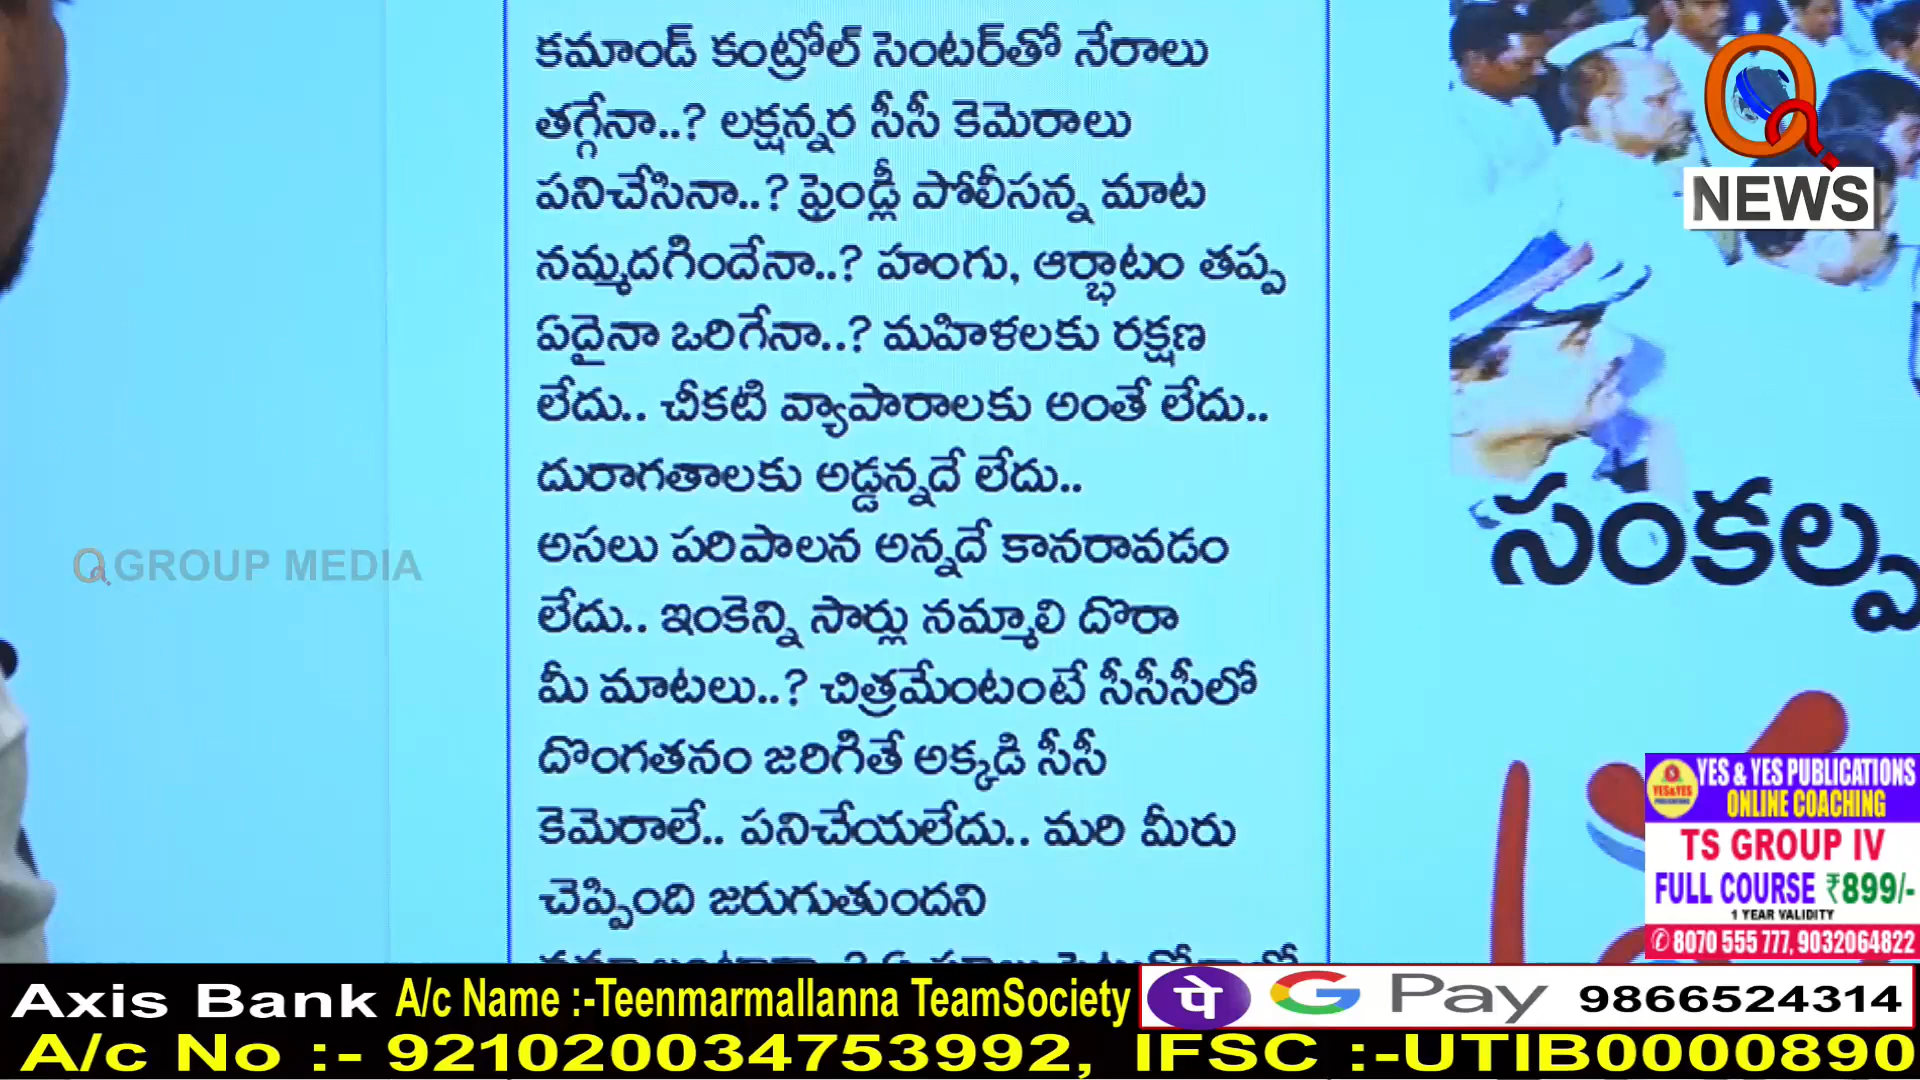 కమాండ్ కంట్రోల్ సెంటర్‌తో నేరాలు
తగ్గేనా..? లక్షన్నర సీసీ కెమెరాలు
పనిచేసినా..? ఫ్రెండ్లీ పోలీసన్న మాట
నమ్మదగిందేనా..? హంగు, ఆర్భాటం తప్ప
ఏదైనా ఒరిగేనా..? మహిళలకు రక్షణ
లేదు.. చీకటి వ్యాపారాలకు అంతే లేదు..
దురాగతాలకు అడ్డన్నదే లేదు..
అసలు పరిపాలన అన్నదే కానరావడం
లేదు.. ఇంకెన్ని సార్లు నమ్మాలి దొరా
మీ మాటలు..? చిత్రమేంటంటే సీసీసీలో
దొంగతనం జరిగితే అక్కడి సీసీ
కెమెరాలే.. పనిచేయలేదు.. మరి మీరు
చెప్పింది జరుగుతుందని
సంకల్ప
Q
NEWS
Q GROUP MEDIA
YES & YES PUBLICATIONS
ONLINE COACHING
TS GROUP IV
FULL COURSE ₹899/-
1 YEAR VALIDITY
✆ 8070 555 777, 9032064822
Axis Bank A/c Name :-Teenmarmallanna TeamSociety
पे G Pay 9866524314
A/c No :- 921020034753992, IFSC :-UTIB0000890